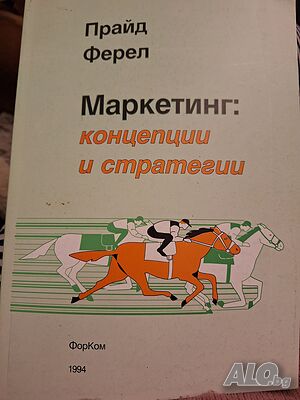 Прайд
Ферел
Маркетинг:
концепции
и стратегии
ФорКом
1994
ALO.bg